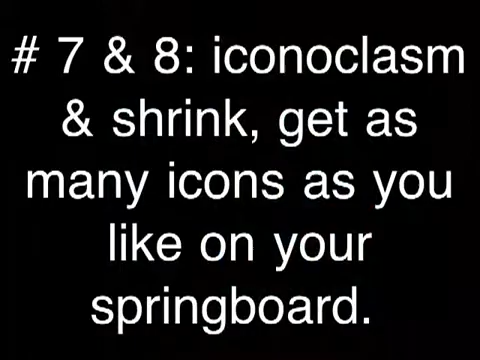 # 7 & 8: iconoclasm
& shrink, get as
many icons as you
like on your
springboard.